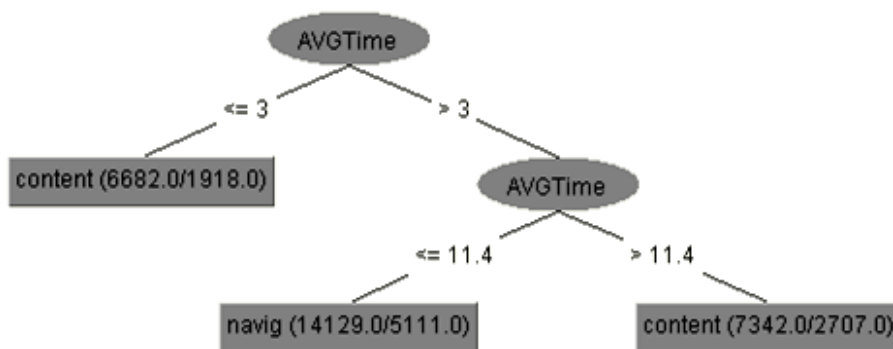 AVGTime
<= 3
> 3
content (6682.0/1918.0)
AVGTime
<= 11.4
> 11.4
navig (14129.0/5111.0)
content (7342.0/2707.0)